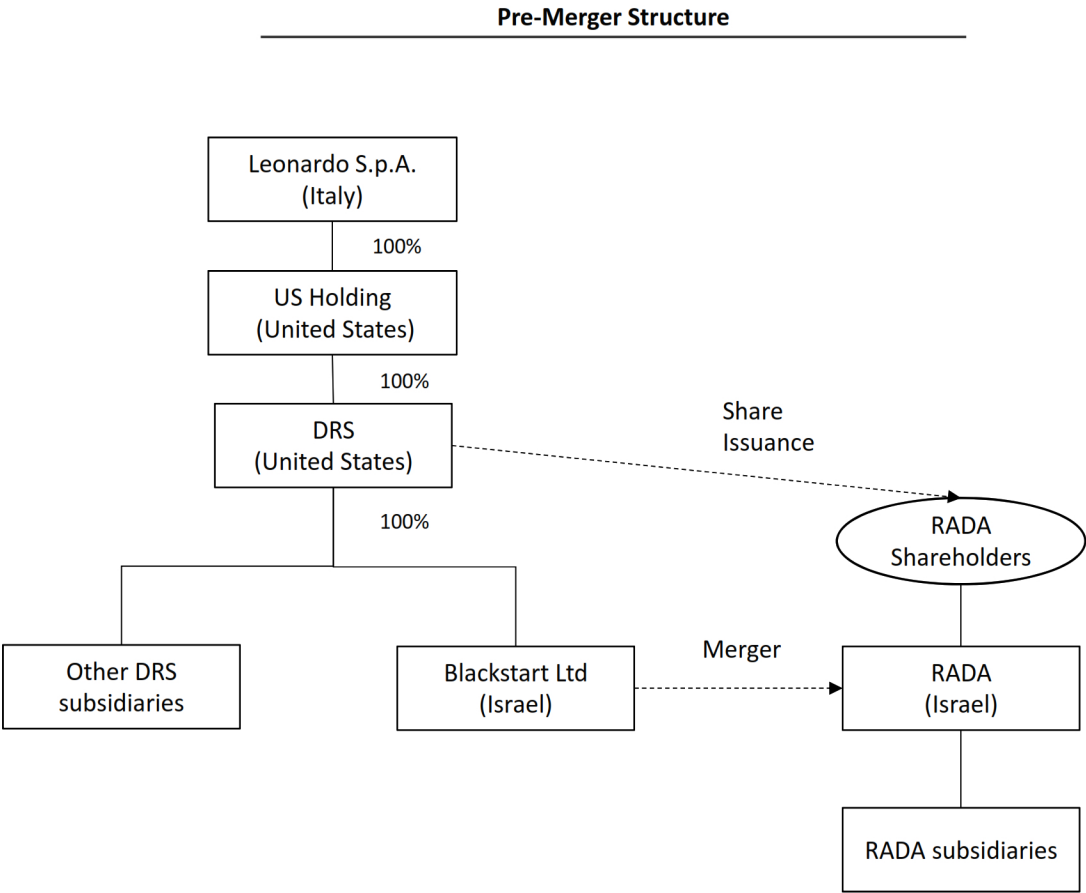 Pre-Merger Structure
Leonardo S.p.A.
(Italy)
100%
US Holding
(United States)
100%
DRS
(United States)
Share
Issuance
100%
RADA
Shareholders
Other DRS
subsidiaries
Blackstart Ltd
(Israel)
Merger
RADA
(Israel)
RADA subsidiaries